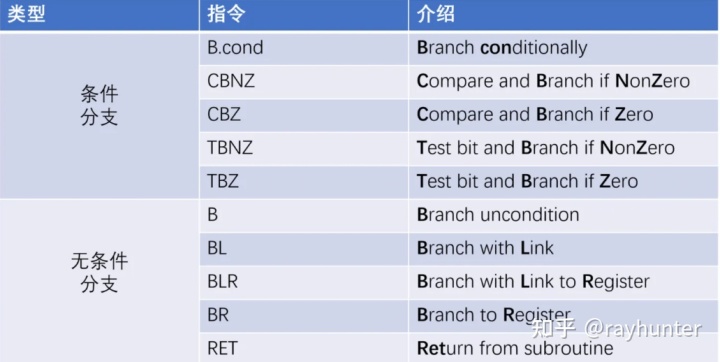 类型 指令 介绍
条件
分支
B.cond Branch conditionally
CBNZ Compare and Branch if NonZero
CBZ Compare and Branch if Zero
TBNZ Test bit and Branch if NonZero
TBZ Test bit and Branch if Zero
无条件
分支
B Branch uncondition
BL Branch with Link
BLR Branch with Link to Register
BR Branch to Register
RET Return from subroutine
知乎 @rayhunter